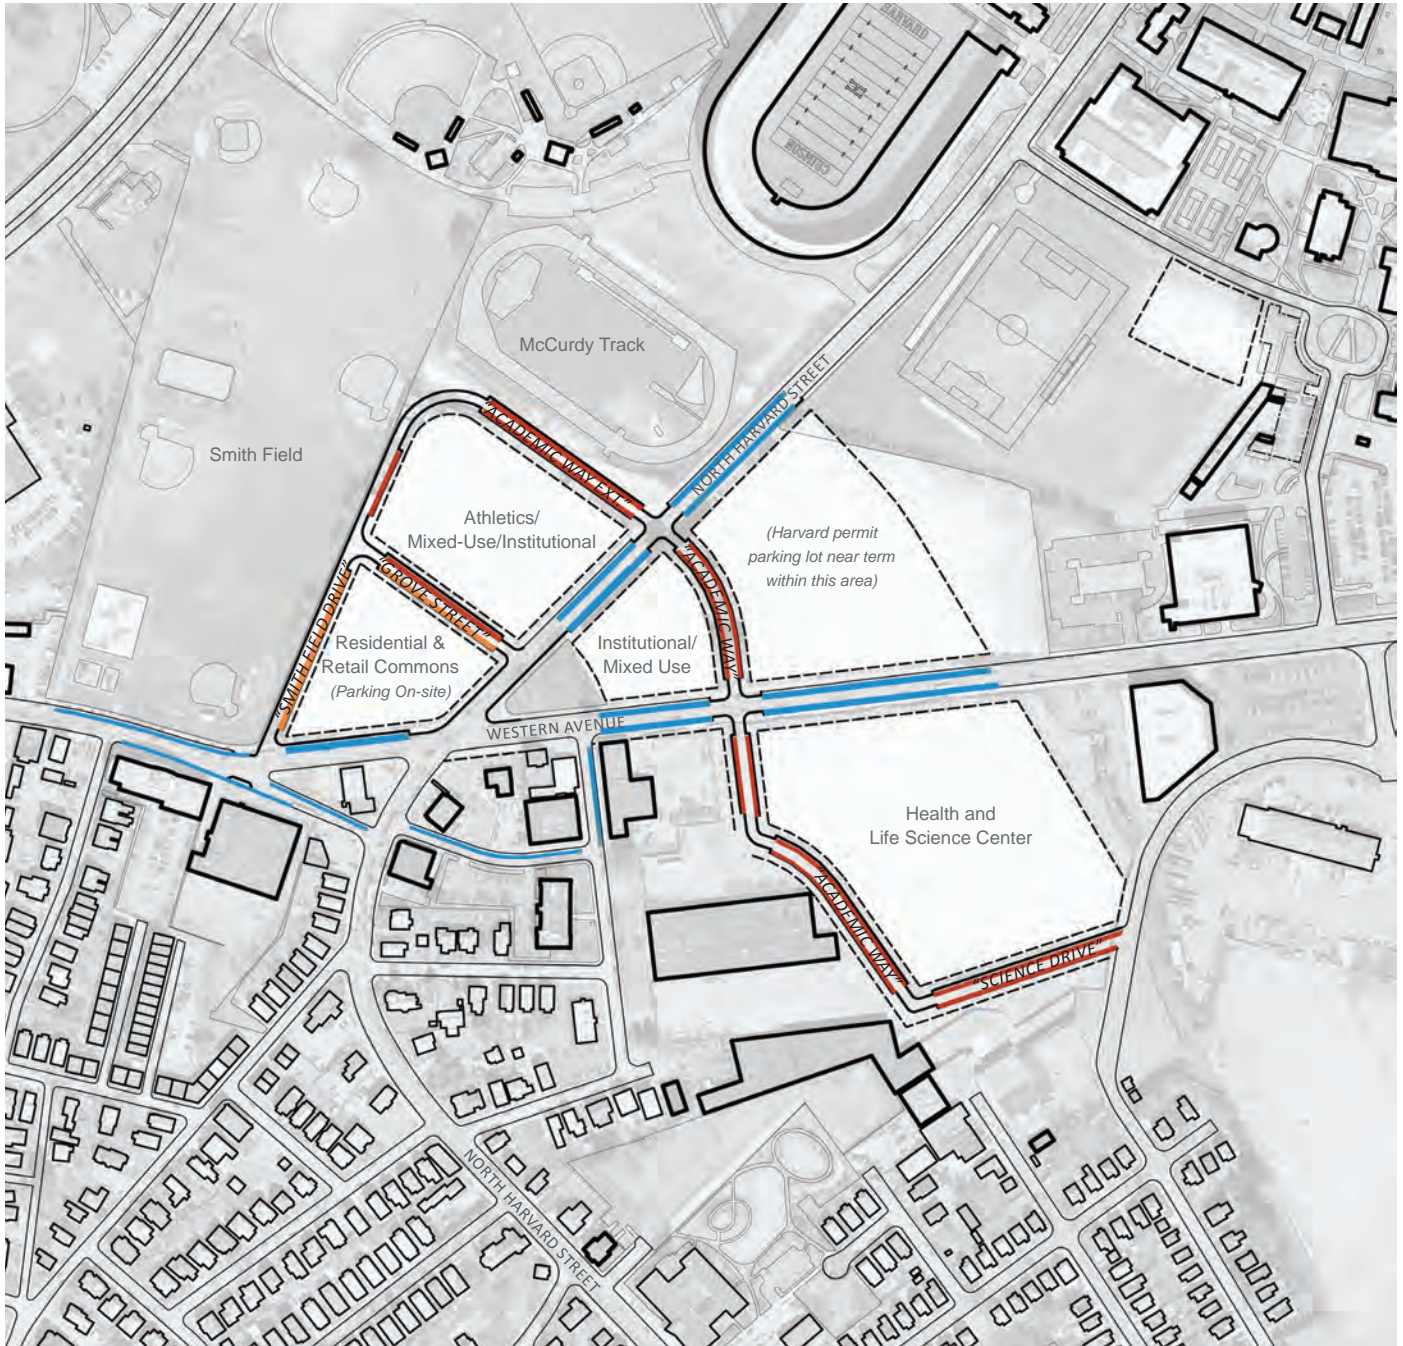 HARVARD
CRIMSON
McCurdy Track
NORTH HARVARD STREET
"ACADEMIC WAY EXT"
Smith Field
Athletics/
Mixed-Use/Institutional
(Harvard permit
parking lot near term
within this area)
"ACADEMIC WAY"
"GROVE STREET"
"SMITH FIELD DRIVE"
Residential &
Retail Commons
(Parking On-site)
Institutional/
Mixed Use
WESTERN AVENUE
Health and
Life Science Center
"ACADEMIC WAY"
"SCIENCE DRIVE"
NORTH HARVARD STREET